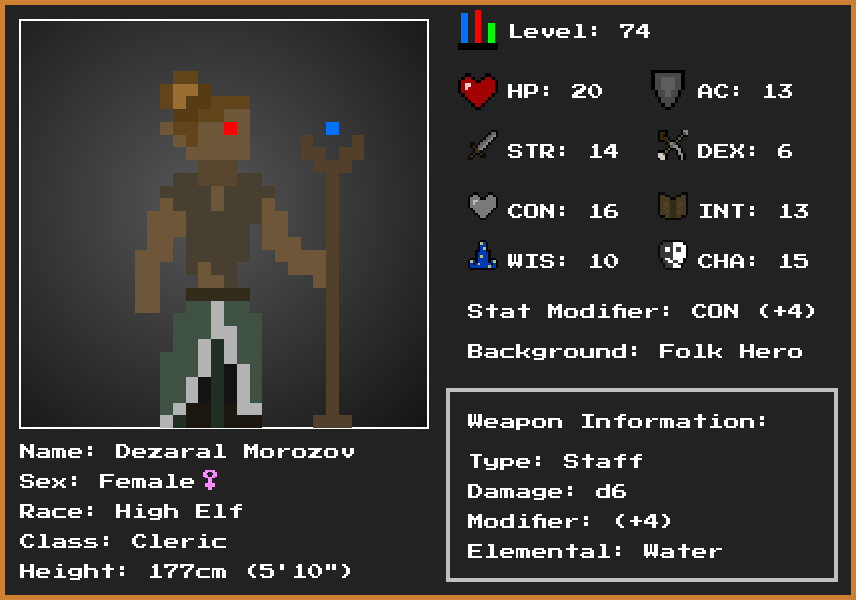 Level: 74
HP: 20 AC: 13
STR: 14 DEX: 6
CON: 16 INT: 13
WIS: 10 CHA: 15
Stat Modifier: CON (+4)
Background: Folk Hero
Weapon Information:
Type: Staff
Damage: d6
Modifier: (+4)
Elemental: Water
Name: Dezaral Morozov
Sex: Female♀
Race: High Elf
Class: Cleric
Height: 177cm (5'10")